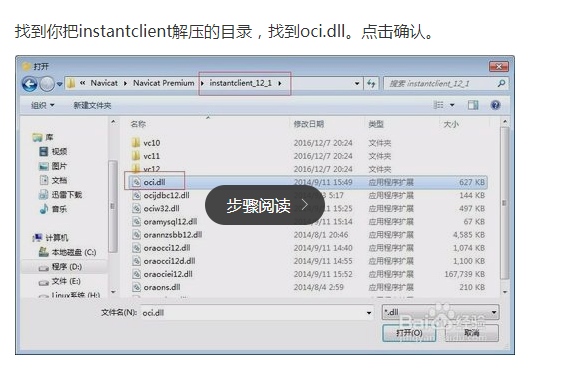 找到你把instantclient解压的目录，找到oci.dll。点击确认。
打开
« Navicat ▸ Navicat Premium ▸ instantclient_12_1 ▸
搜索 instantclient_12_1
组织 ▼ 新建文件夹
名称 修改日期 类型 大小
库
视频
图片
文档
迅雷下载
音乐
计算机
本地磁盘 (C:)
程序 (D:)
文件 (E:)
Linux系统 (H:)
vc10 2016/12/7 20:24 文件夹
vc11 2016/12/7 20:24 文件夹
vc12 2016/12/7 20:24 文件夹
oci.dll 2014/9/11 15:49 应用程序扩展 627 KB
ocijdbc12.dll 5:17 应用程序扩展 144 KB
ociw32.dll 2014/9/11 15:25 应用程序扩展 497 KB
oramysql12.dll 2014/9/11 15:14 应用程序扩展 67 KB
orannzsbb12.dll 2014/8/1 20:46 应用程序扩展 4,585 KB
oraocci12.dll 2014/9/11 14:40 应用程序扩展 1,074 KB
oraocci12d.dll 2014/9/11 14:55 应用程序扩展 1,100 KB
oraociei12.dll 2014/9/11 15:52 应用程序扩展 167,739 KB
oraons.dll 2014/8/4 2:59 应用程序扩展 210 KB
步骤阅读
文件名(N): oci.dll
*.dll
打开(O) 取消
Baidu经验
jingyan.baidu.com